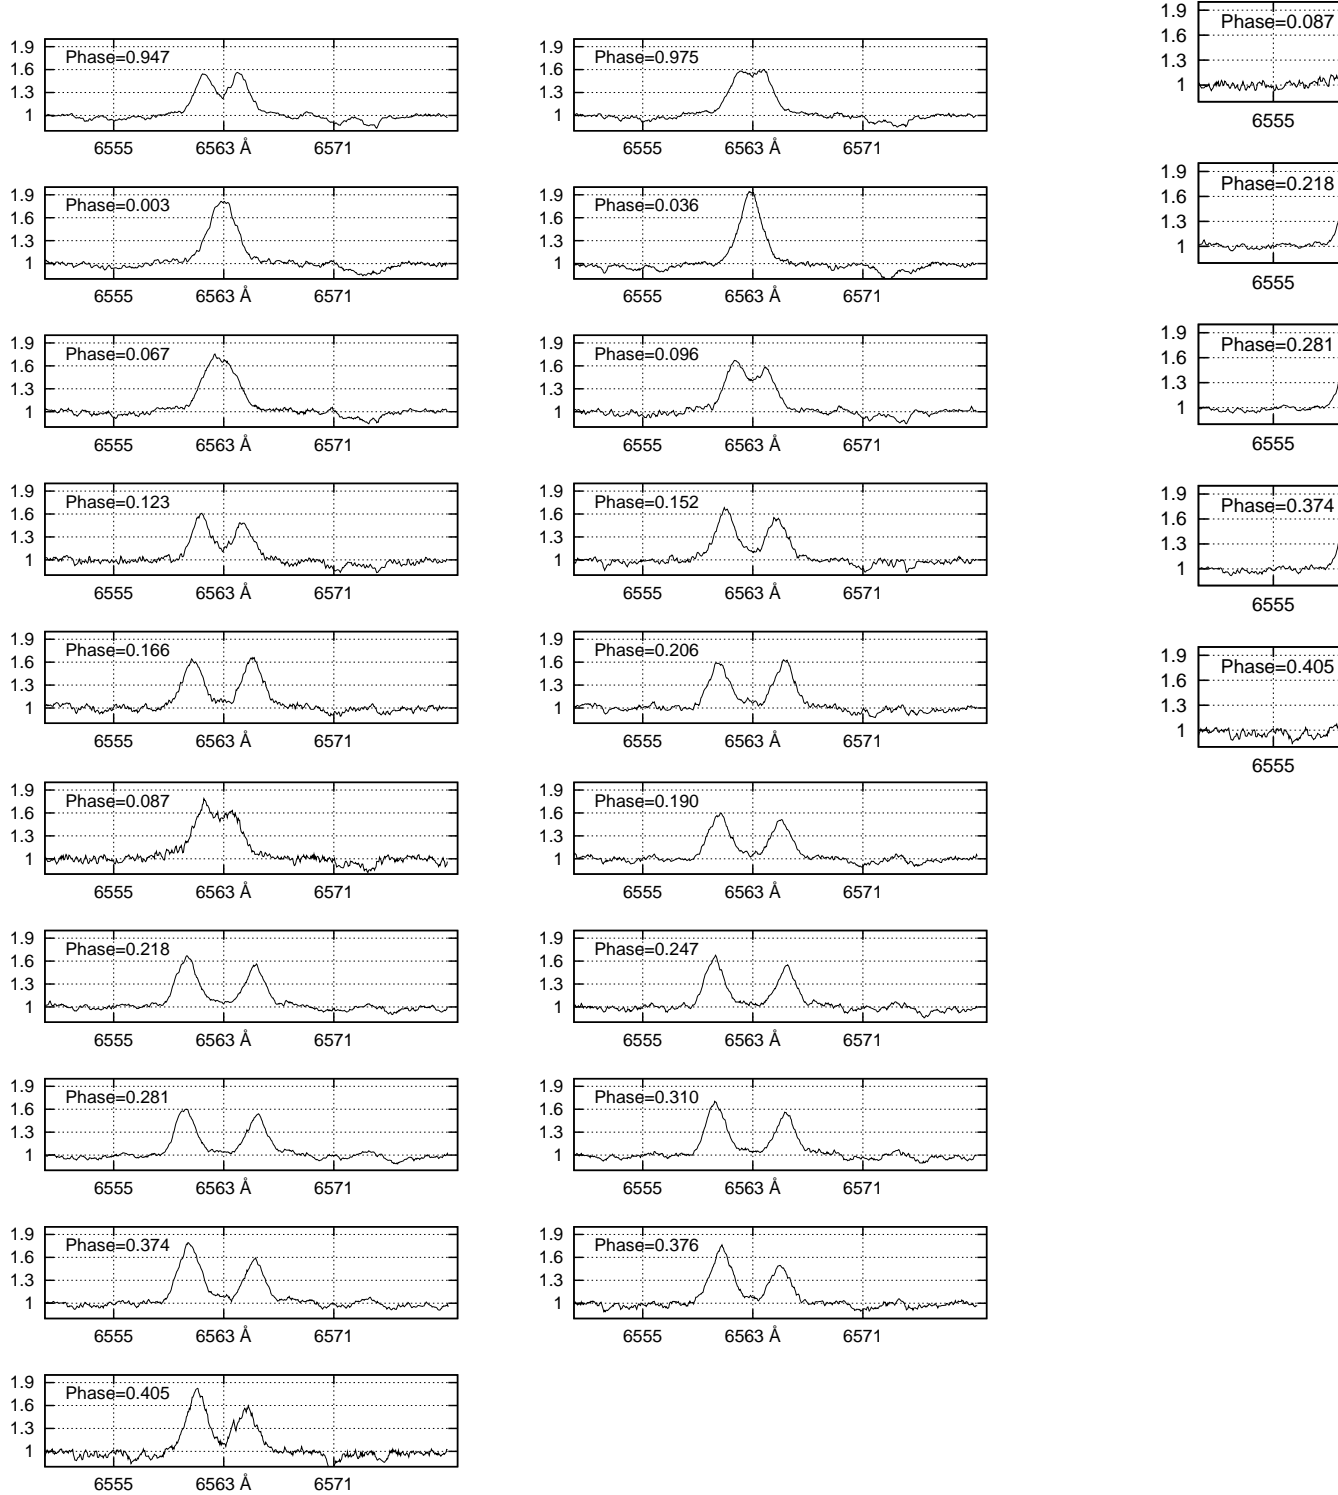 1.9 1.6 1.3 1 Phase=0.947 6555 6563 Å 6571
1.9 1.6 1.3 1 Phase=0.975 6555 6563 Å 6571
1.9 1.6 1.3 1 Phase=0.003 6555 6563 Å 6571
1.9 1.6 1.3 1 Phase=0.036 6555 6563 Å 6571
1.9 1.6 1.3 1 Phase=0.067 6555 6563 Å 6571
1.9 1.6 1.3 1 Phase=0.096 6555 6563 Å 6571
1.9 1.6 1.3 1 Phase=0.123 6555 6563 Å 6571
1.9 1.6 1.3 1 Phase=0.152 6555 6563 Å 6571
1.9 1.6 1.3 1 Phase=0.166 6555 6563 Å 6571
1.9 1.6 1.3 1 Phase=0.206 6555 6563 Å 6571
1.9 1.6 1.3 1 Phase=0.087 6555 6563 Å 6571
1.9 1.6 1.3 1 Phase=0.190 6555 6563 Å 6571
1.9 1.6 1.3 1 Phase=0.218 6555 6563 Å 6571
1.9 1.6 1.3 1 Phase=0.247 6555 6563 Å 6571
1.9 1.6 1.3 1 Phase=0.281 6555 6563 Å 6571
1.9 1.6 1.3 1 Phase=0.310 6555 6563 Å 6571
1.9 1.6 1.3 1 Phase=0.374 6555 6563 Å 6571
1.9 1.6 1.3 1 Phase=0.376 6555 6563 Å 6571
1.9 1.6 1.3 1 Phase=0.405 6555 6563 Å 6571
1.9 1.6 1.3 1 Phase=0.087 6555
1.9 1.6 1.3 1 Phase=0.218 6555
1.9 1.6 1.3 1 Phase=0.281 6555
1.9 1.6 1.3 1 Phase=0.374 6555
1.9 1.6 1.3 1 Phase=0.405 6555